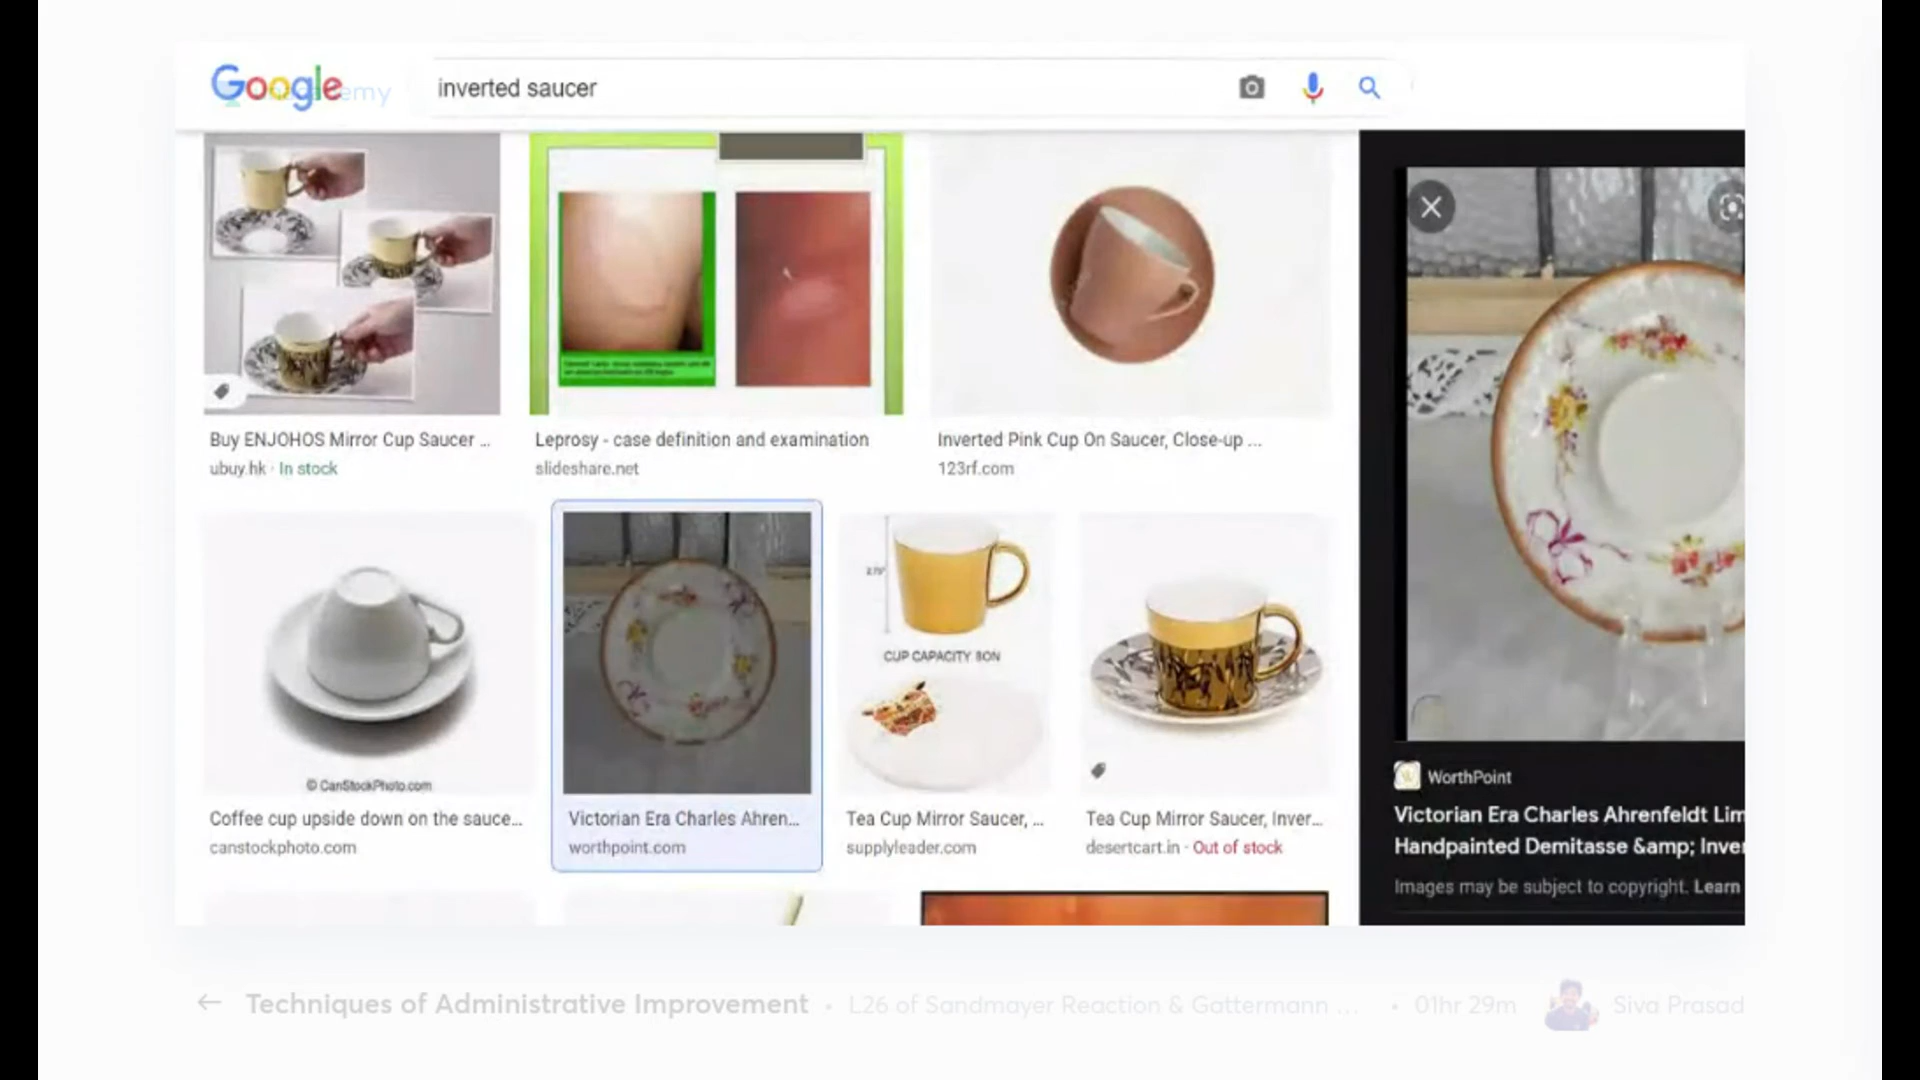 Google
inverted saucer
Buy ENJOHOS Mirror Cup Saucer ...
ubuy.hk · In stock
Leprosy - case definition and examination
slideshare.net
Inverted Pink Cup On Saucer, Close-up ...
123rf.com
CUP CAPACITY 8ON
© CanStockPhoto.com
Coffee cup upside down on the sauce...
canstockphoto.com
Victorian Era Charles Ahren...
worthpoint.com
Tea Cup Mirror Saucer, ...
supplyleader.com
Tea Cup Mirror Saucer, Inver...
desertcart.in · Out of stock
WorthPoint
Victorian Era Charles Ahrenfeldt Lim
Handpainted Demitasse &amp; Inver
Images may be subject to copyright. Learn
← Techniques of Administrative Improvement · L26 of Sandmayer Reaction & Gattermann ... · 01hr 29m Siva Prasad